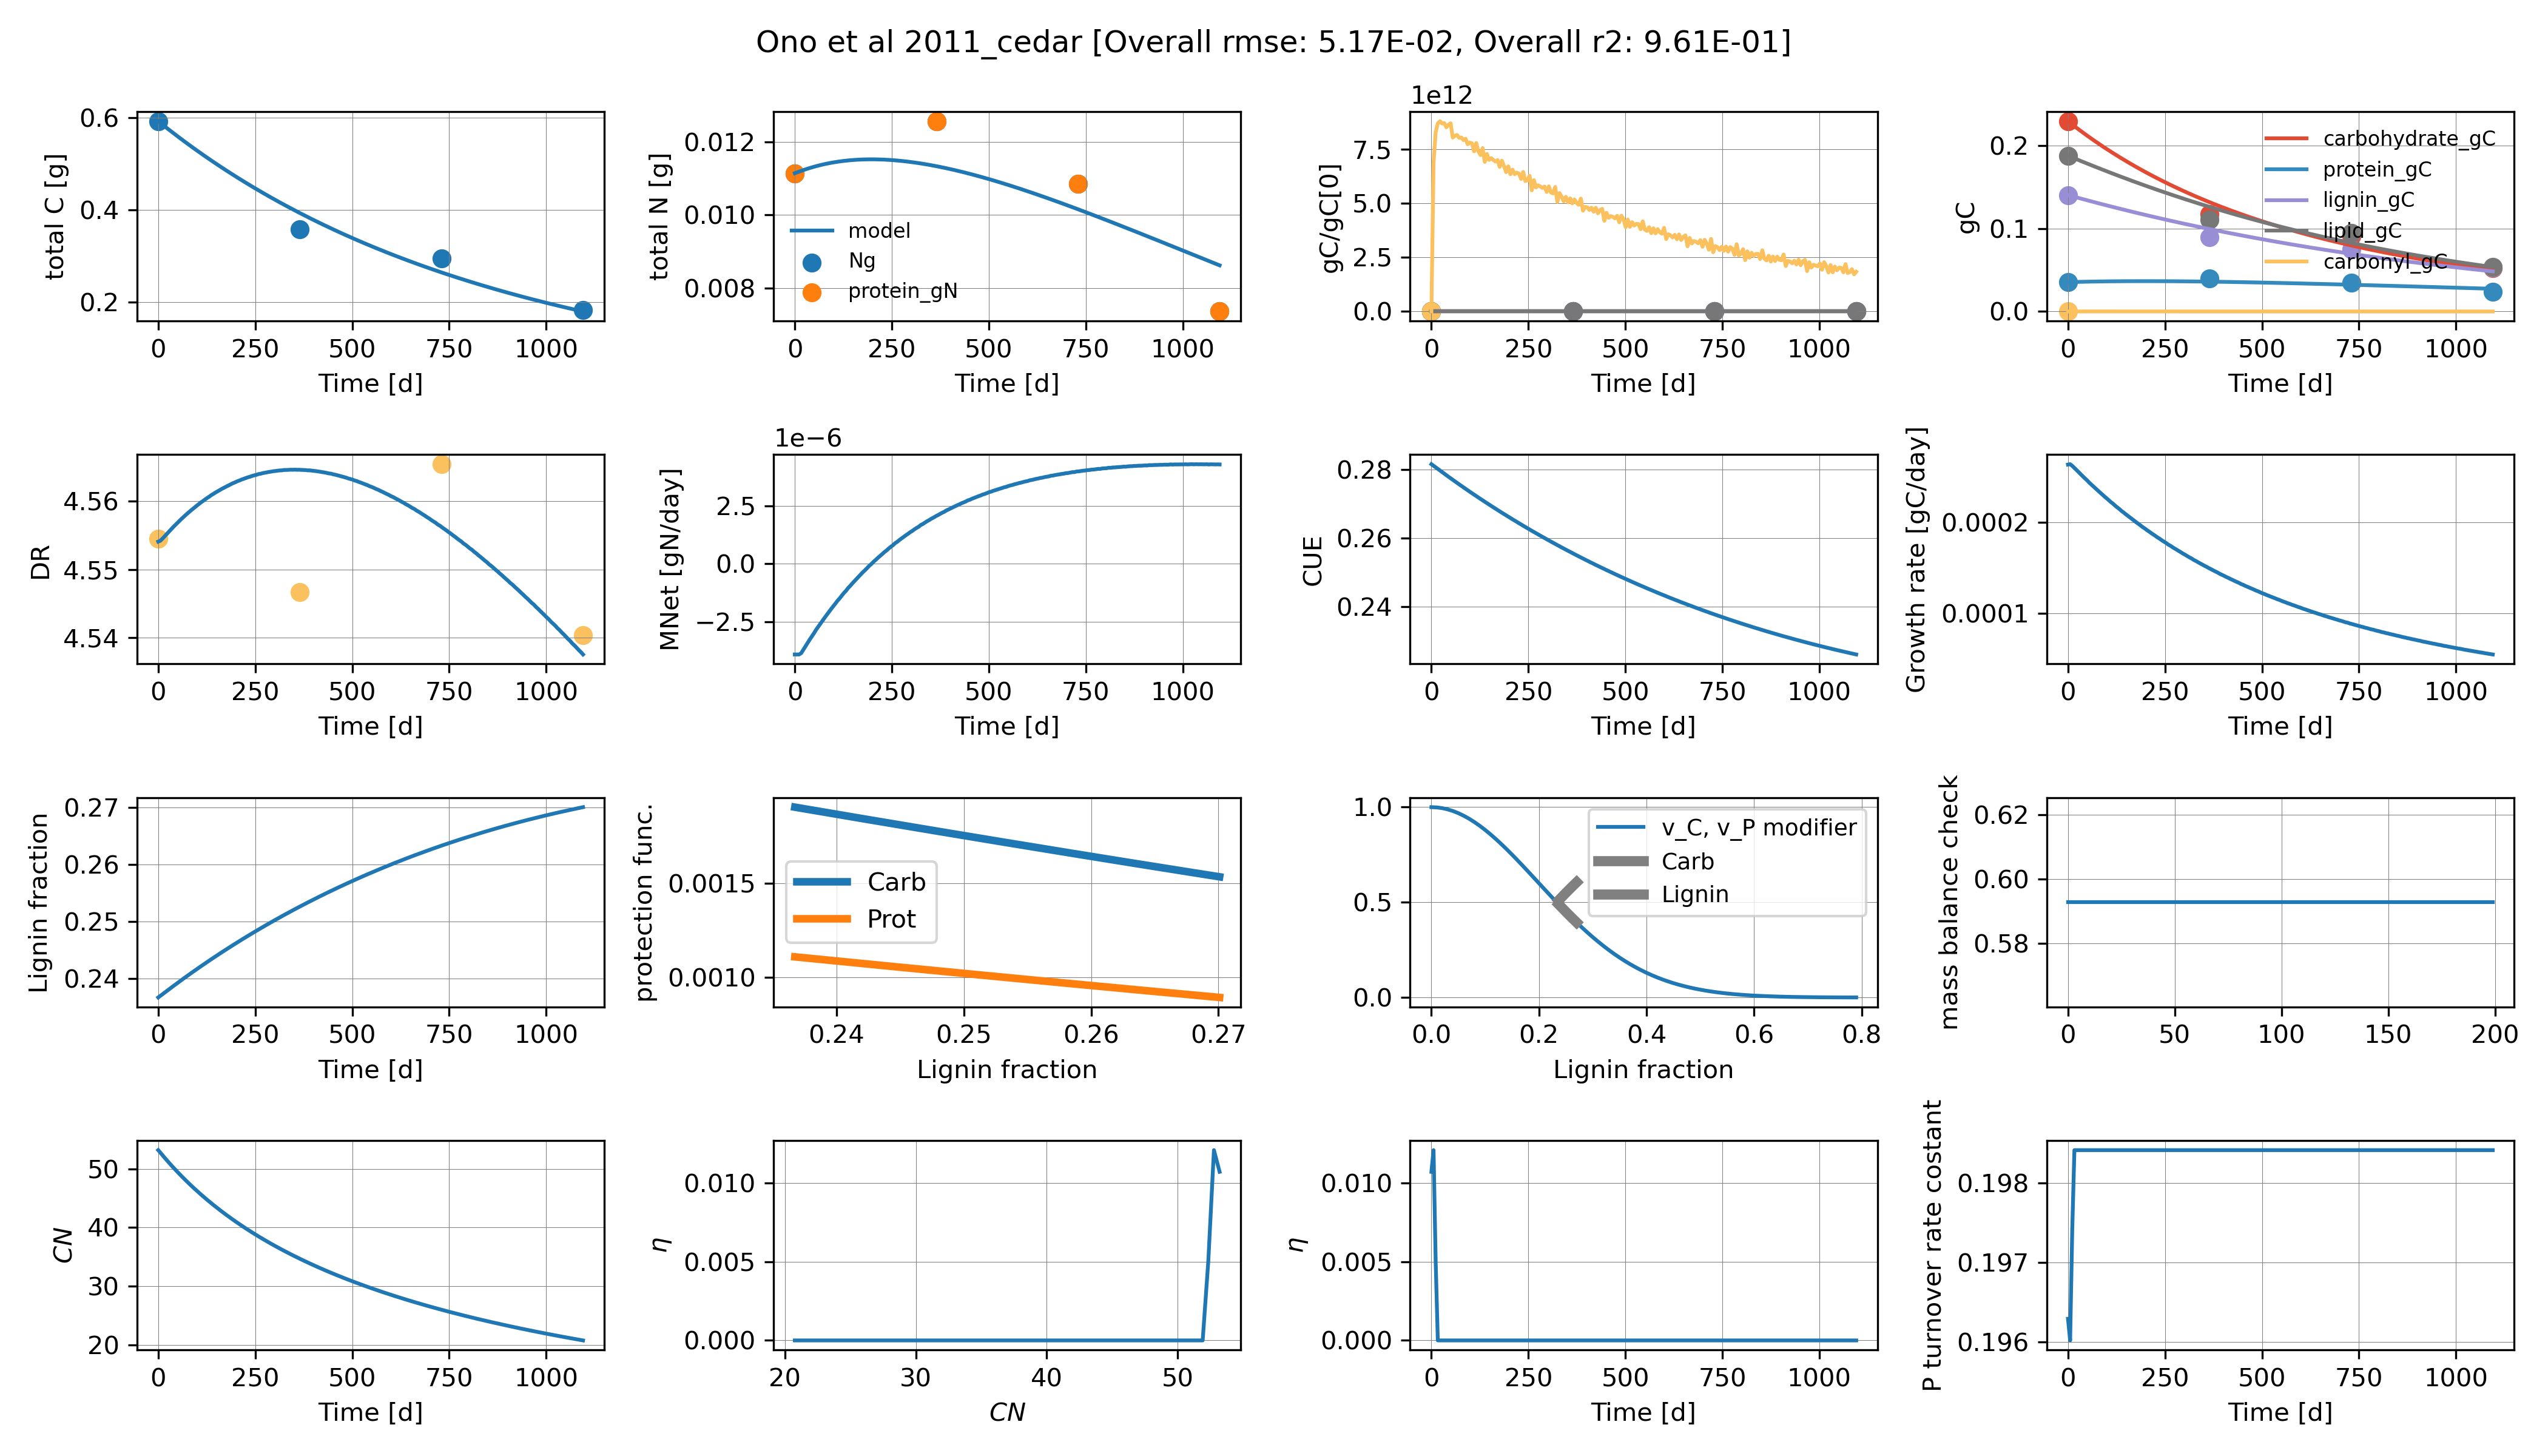 Ono et al 2011_cedar [Overall rmse: 5.17E-02, Overall r2: 9.61E-01]
total C [g]
0.6
0.4
0.2
0 250 500 750 1000
Time [d]
total N [g]
0.012
0.010
0.008
model
Ng
protein_gN
0 250 500 750 1000
Time [d]
1e12
gC/gC[0]
7.5
5.0
2.5
0.0
0 250 500 750 1000
Time [d]
gC
0.2
0.1
0.0
carbohydrate_gC
protein_gC
lignin_gC
lipid_gC
carbonyl_gC
0 250 500 750 1000
Time [d]
DR
4.56
4.55
4.54
0 250 500 750 1000
Time [d]
1e−6
MNet [gN/day]
2.5
0.0
−2.5
0 250 500 750 1000
Time [d]
CUE
0.28
0.26
0.24
0 250 500 750 1000
Time [d]
Growth rate [gC/day]
0.0002
0.0001
0 250 500 750 1000
Time [d]
Lignin fraction
0.27
0.26
0.25
0.24
0 250 500 750 1000
Time [d]
protection func.
0.0015
0.0010
Carb
Prot
0.24 0.25 0.26 0.27
Lignin fraction
1.0
0.5
0.0
v_C, v_P modifier
Carb
Lignin
0.0 0.2 0.4 0.6 0.8
Lignin fraction
mass balance check
0.62
0.60
0.58
0 50 100 150 200
CN
50
40
30
20
0 250 500 750 1000
Time [d]
η
0.010
0.005
0.000
20 30 40 50
CN
η
0.010
0.005
0.000
0 250 500 750 1000
Time [d]
P turnover rate costant
0.198
0.197
0.196
0 250 500 750 1000
Time [d]